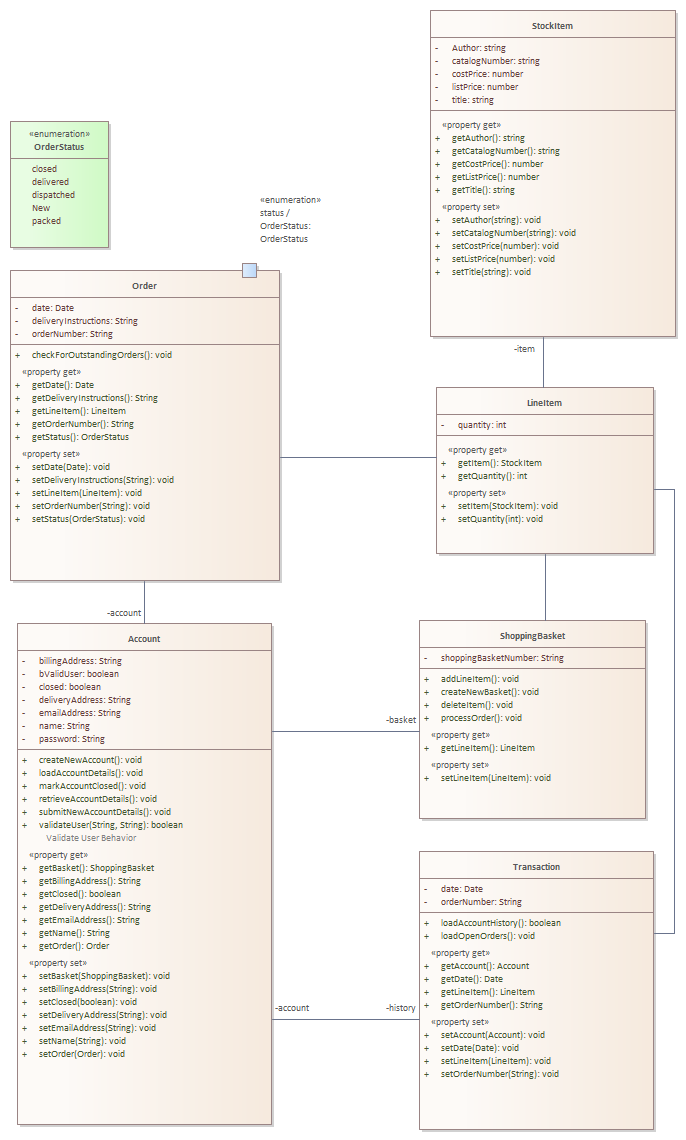 StockItem
- Author: string
- catalogNumber: string
- costPrice: number
- listPrice: number
- title: string
«property get»
+ getAuthor(): string
+ getCatalogNumber(): string
+ getCostPrice(): number
+ getListPrice(): number
+ getTitle(): string
«property set»
+ setAuthor(string): void
+ setCatalogNumber(string): void
+ setCostPrice(number): void
+ setListPrice(number): void
+ setTitle(string): void
«enumeration»
OrderStatus
closed
delivered
dispatched
New
packed
«enumeration»
status /
OrderStatus:
OrderStatus
Order
- date: Date
- deliveryInstructions: String
- orderNumber: String
+ checkForOutstandingOrders(): void
«property get»
+ getDate(): Date
+ getDeliveryInstructions(): String
+ getLineItem(): LineItem
+ getOrderNumber(): String
+ getStatus(): OrderStatus
«property set»
+ setDate(Date): void
+ setDeliveryInstructions(String): void
+ setLineItem(LineItem): void
+ setOrderNumber(String): void
+ setStatus(OrderStatus): void
-item
LineItem
- quantity: int
«property get»
+ getItem(): StockItem
+ getQuantity(): int
«property set»
+ setItem(StockItem): void
+ setQuantity(int): void
-account
Account
- billingAddress: String
- bValidUser: boolean
- closed: boolean
- deliveryAddress: String
- emailAddress: String
- name: String
- password: String
+ createNewAccount(): void
+ loadAccountDetails(): void
+ markAccountClosed(): void
+ retrieveAccountDetails(): void
+ submitNewAccountDetails(): void
+ validateUser(String, String): boolean
Validate User Behavior
«property get»
+ getBasket(): ShoppingBasket
+ getBillingAddress(): String
+ getClosed(): boolean
+ getDeliveryAddress(): String
+ getEmailAddress(): String
+ getName(): String
+ getOrder(): Order
«property set»
+ setBasket(ShoppingBasket): void
+ setBillingAddress(String): void
+ setClosed(boolean): void
+ setDeliveryAddress(String): void
+ setEmailAddress(String): void
+ setName(String): void
+ setOrder(Order): void
-basket
ShoppingBasket
- shoppingBasketNumber: String
+ addLineItem(): void
+ createNewBasket(): void
+ deleteItem(): void
+ processOrder(): void
«property get»
+ getLineItem(): LineItem
«property set»
+ setLineItem(LineItem): void
-account
-history
Transaction
- date: Date
- orderNumber: String
+ loadAccountHistory(): boolean
+ loadOpenOrders(): void
«property get»
+ getAccount(): Account
+ getDate(): Date
+ getLineItem(): LineItem
+ getOrderNumber(): String
«property set»
+ setAccount(Account): void
+ setDate(Date): void
+ setLineItem(LineItem): void
+ setOrderNumber(String): void